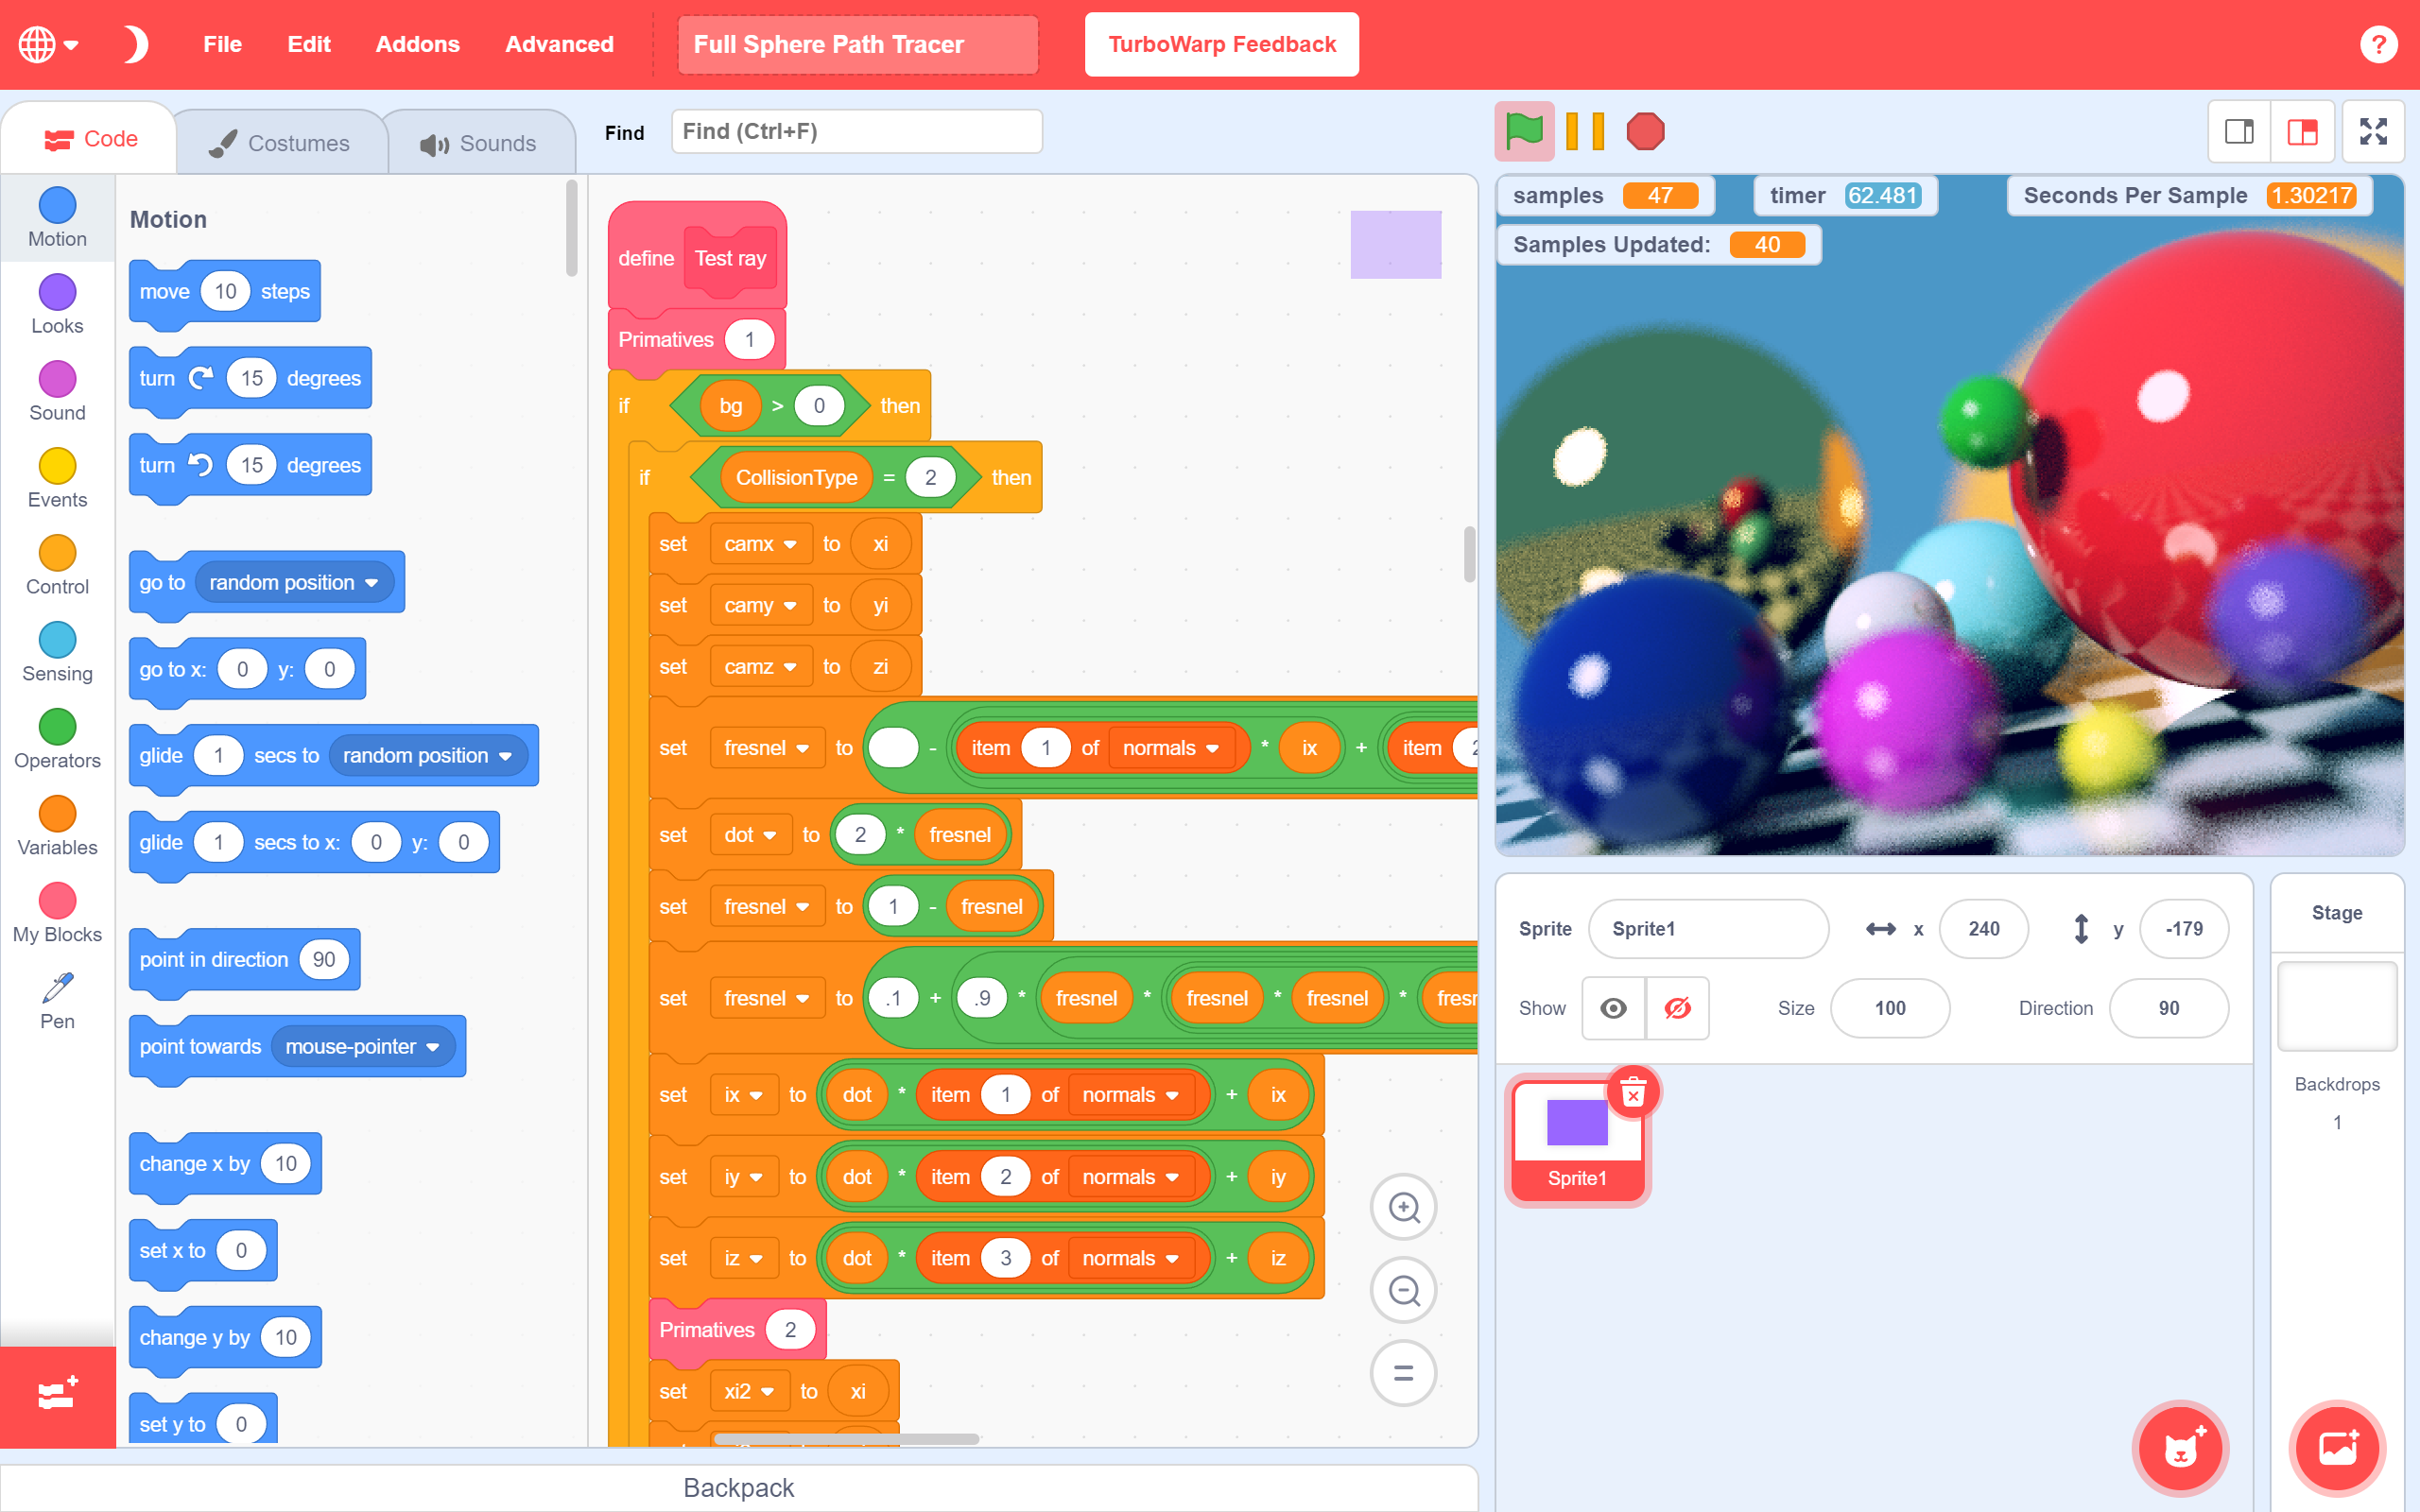 File Edit Addons Advanced Full Sphere Path Tracer TurboWarp Feedback ?
Code Costumes Sounds Find Find (Ctrl+F)
Motion
Looks
Sound
Events
Control
Sensing
Operators
Variables
My Blocks
Pen
Motion
move 10 steps
turn 15 degrees
turn 15 degrees
go to random position
go to x: 0 y: 0
glide 1 secs to random position
glide 1 secs to x: 0 y: 0
point in direction 90
point towards mouse-pointer
change x by 10
set x to 0
change y by 10
set y to 0
define Test ray
Primatives 1
if bg > 0 then
if CollisionType = 2 then
set camx to xi
set camy to yi
set camz to zi
set fresnel to - item 1 of normals * ix + item
set dot to 2 * fresnel
set fresnel to 1 - fresnel
set fresnel to .1 + .9 * fresnel * fresnel * fresnel *
set ix to dot * item 1 of normals + ix
set iy to dot * item 2 of normals + iy
set iz to dot * item 3 of normals + iz
Primatives 2
set xi2 to xi
Backpack
samples 47 timer 62.481 Seconds Per Sample 1.30217
Samples Updated: 40
Sprite Sprite1 x 240 y -179
Show Size 100 Direction 90
Sprite1
Stage
Backdrops
1